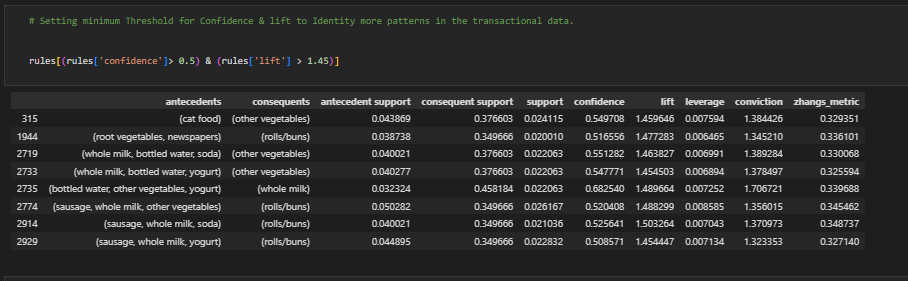 # Setting minimum Threshold for Confidence & lift to Identity more patterns in the transactional data.
rules[(rules['confidence']> 0.5) & (rules['lift'] > 1.45)]
antecedents consequents antecedent support consequent support support confidence lift leverage conviction zhangs_metric
315 (cat food) (other vegetables) 0.043869 0.376603 0.024115 0.549708 1.459646 0.007594 1.384426 0.329351
1944 (root vegetables, newspapers) (rolls/buns) 0.038738 0.349666 0.020010 0.516556 1.477283 0.006465 1.345210 0.336101
2719 (whole milk, bottled water, soda) (other vegetables) 0.040021 0.376603 0.022063 0.551282 1.463827 0.006991 1.389284 0.330068
2733 (whole milk, bottled water, yogurt) (other vegetables) 0.040277 0.376603 0.022063 0.547771 1.454503 0.006894 1.378497 0.325594
2735 (bottled water, other vegetables, yogurt) (whole milk) 0.032324 0.458184 0.022063 0.682540 1.489664 0.007252 1.706721 0.339688
2774 (sausage, whole milk, other vegetables) (rolls/buns) 0.050282 0.349666 0.026167 0.520408 1.488299 0.008585 1.356015 0.345462
2914 (sausage, whole milk, soda) (rolls/buns) 0.040021 0.349666 0.021036 0.525641 1.503264 0.007043 1.370973 0.348737
2929 (sausage, whole milk, yogurt) (rolls/buns) 0.044895 0.349666 0.022832 0.508571 1.454447 0.007134 1.323353 0.327140